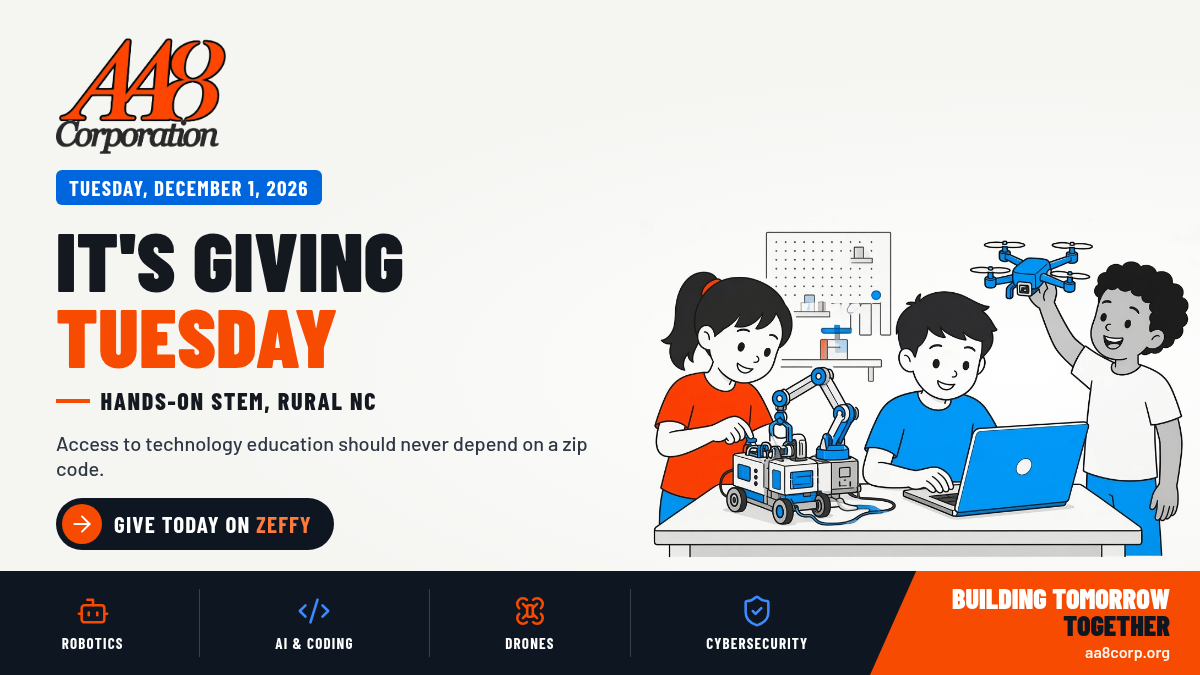 AA8
Corporation
TUESDAY, DECEMBER 1, 2026
IT'S GIVING
TUESDAY
HANDS-ON STEM, RURAL NC
Access to technology education should never depend on a zip
code.
GIVE TODAY ON ZEFFY
ROBOTICS
AI & CODING
DRONES
CYBERSECURITY
BUILDING TOMORROW
TOGETHER
aa8corp.org